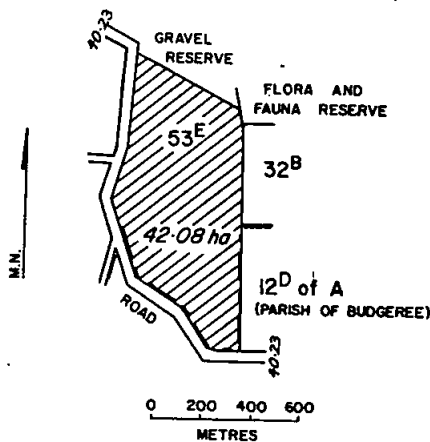 40·23
GRAVEL
RESERVE
FLORA AND
FAUNA RESERVE
53E
32B
42·08 ha
M.N.
12D of A
(PARISH OF BUDGEREE)
ROAD
40·23
0 200 400 600
METRES